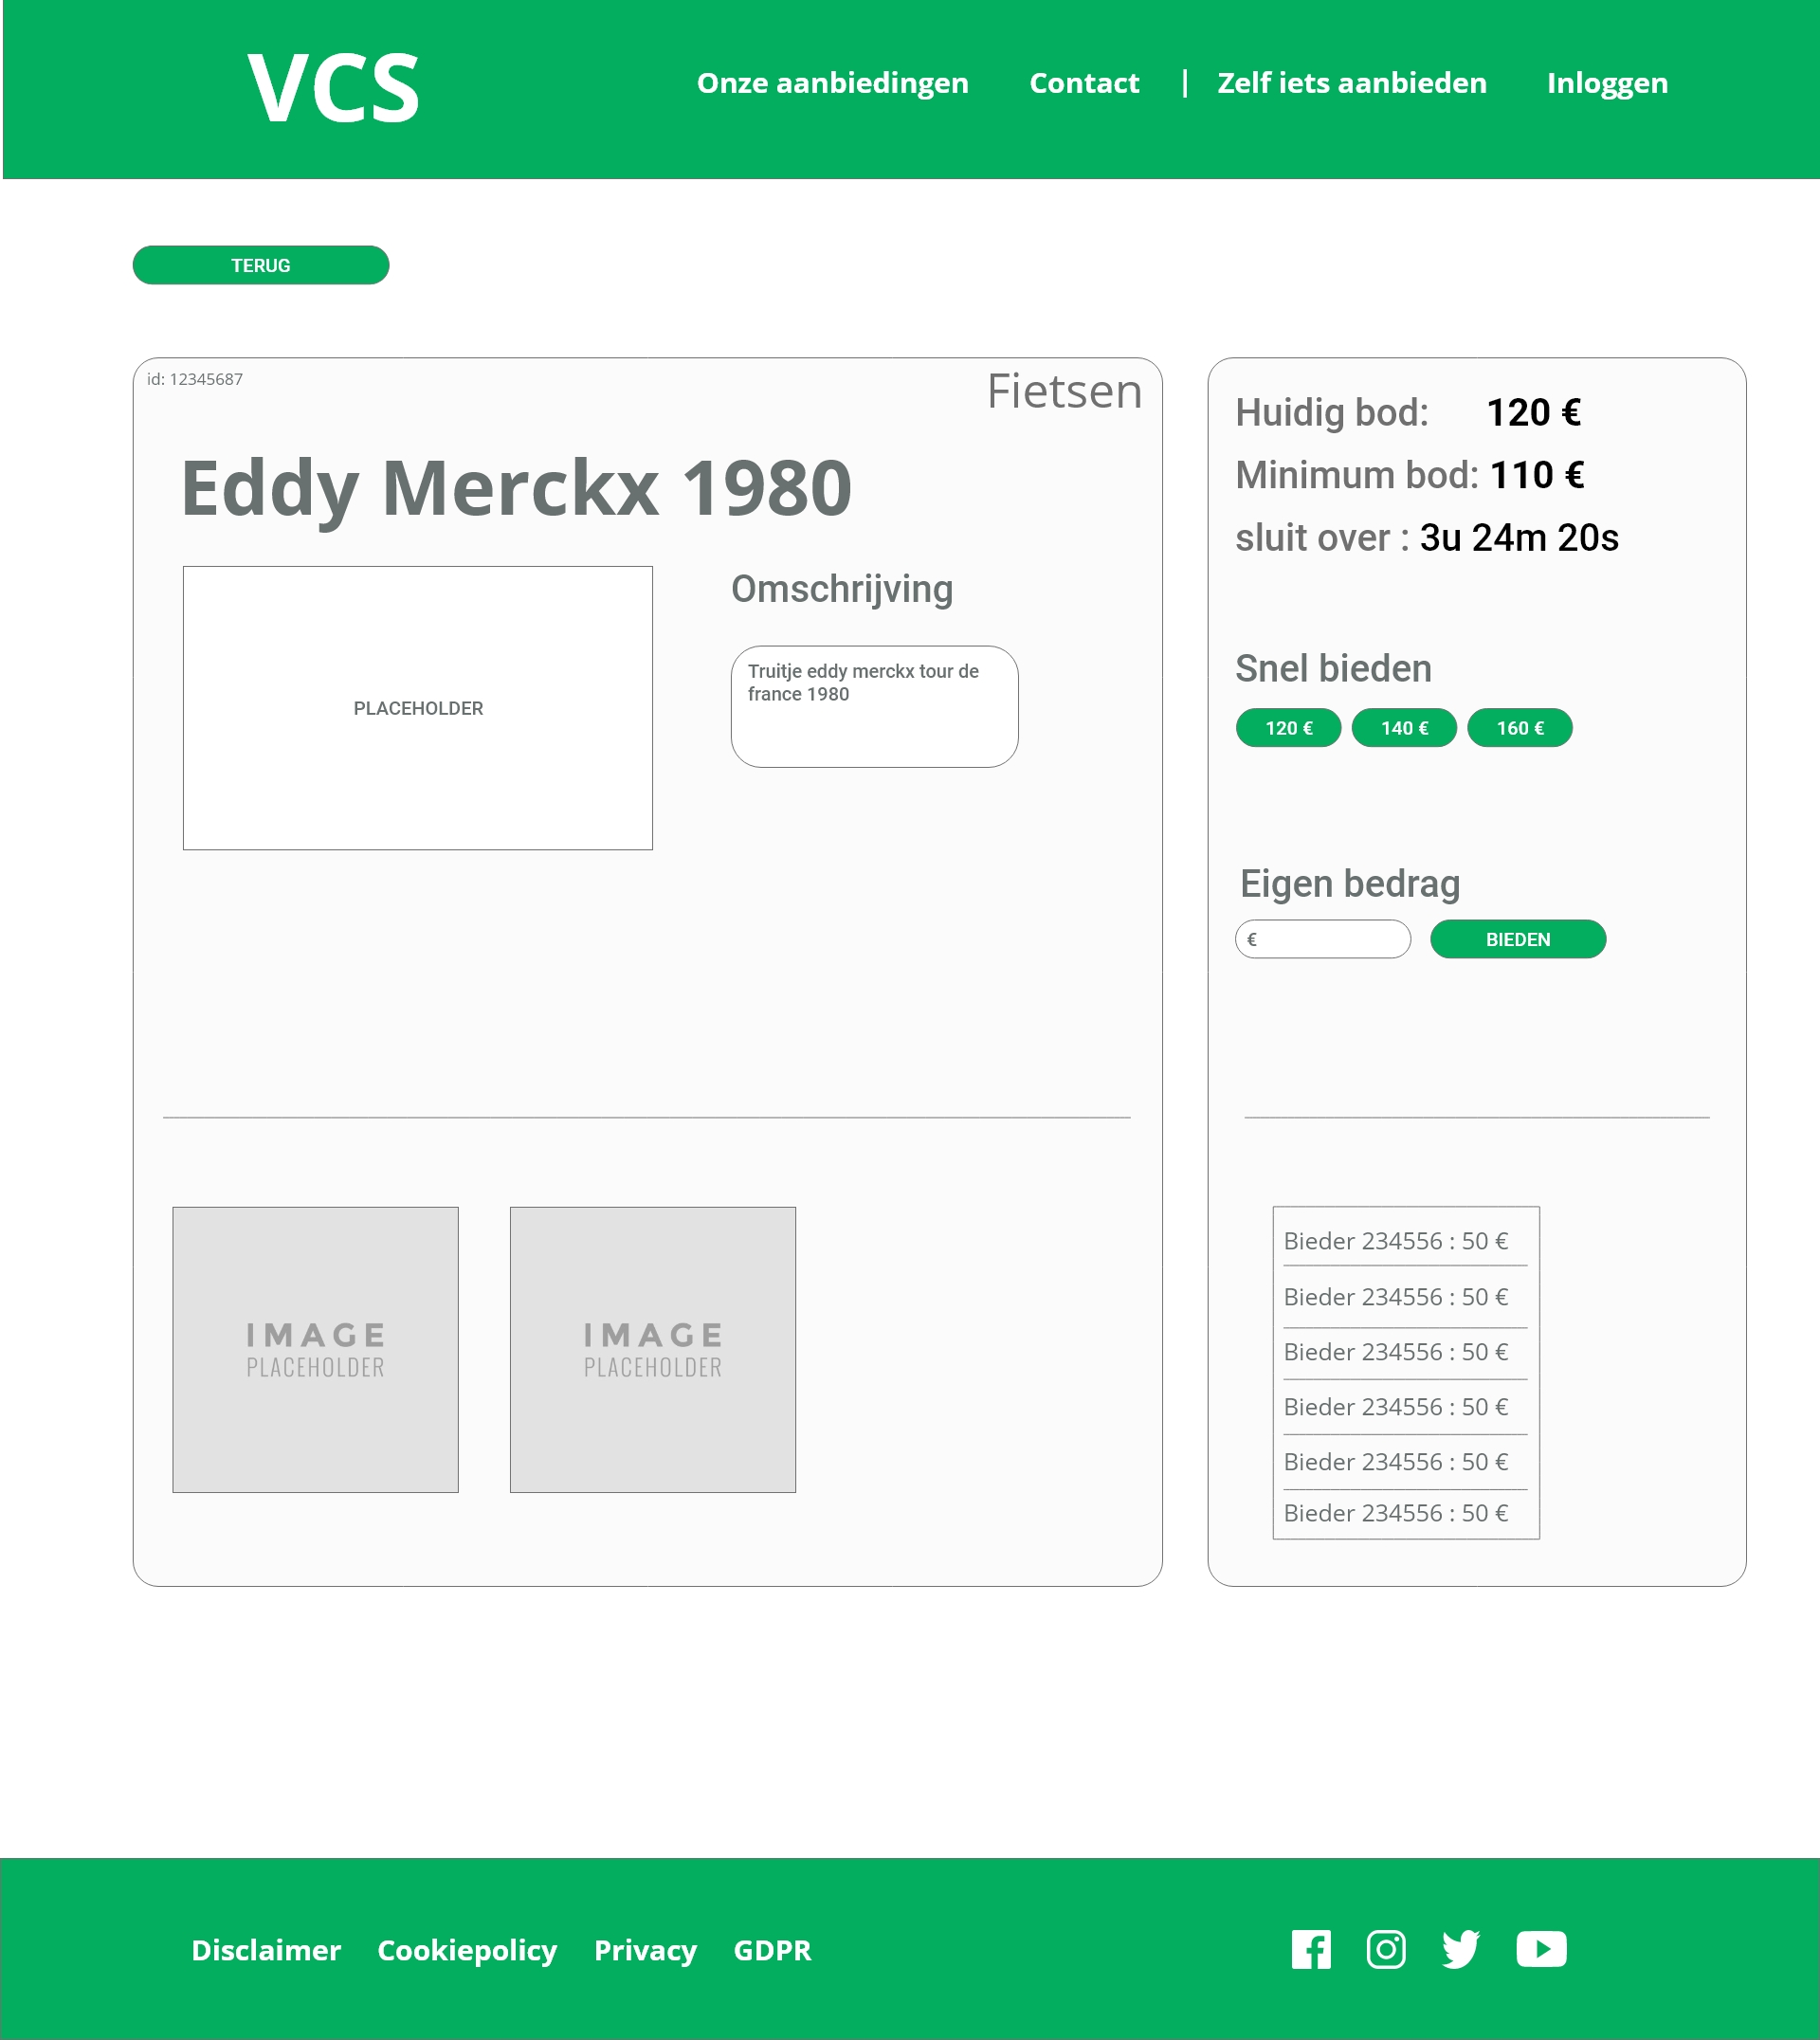 VCS
Onze aanbiedingen
Contact
|
Zelf iets aanbieden
Inloggen
TERUG
id: 12345687
Fietsen
Eddy Merckx 1980
PLACEHOLDER
Omschrijving
Truitje eddy merckx tour de
france 1980
IMAGE
PLACEHOLDER
IMAGE
PLACEHOLDER
Huidig bod: 120 €
Minimum bod: 110 €
sluit over : 3u 24m 20s
Snel bieden
120 €
140 €
160 €
Eigen bedrag
€
BIEDEN
Bieder 234556 : 50 €
Bieder 234556 : 50 €
Bieder 234556 : 50 €
Bieder 234556 : 50 €
Bieder 234556 : 50 €
Bieder 234556 : 50 €
Disclaimer
Cookiepolicy
Privacy
GDPR